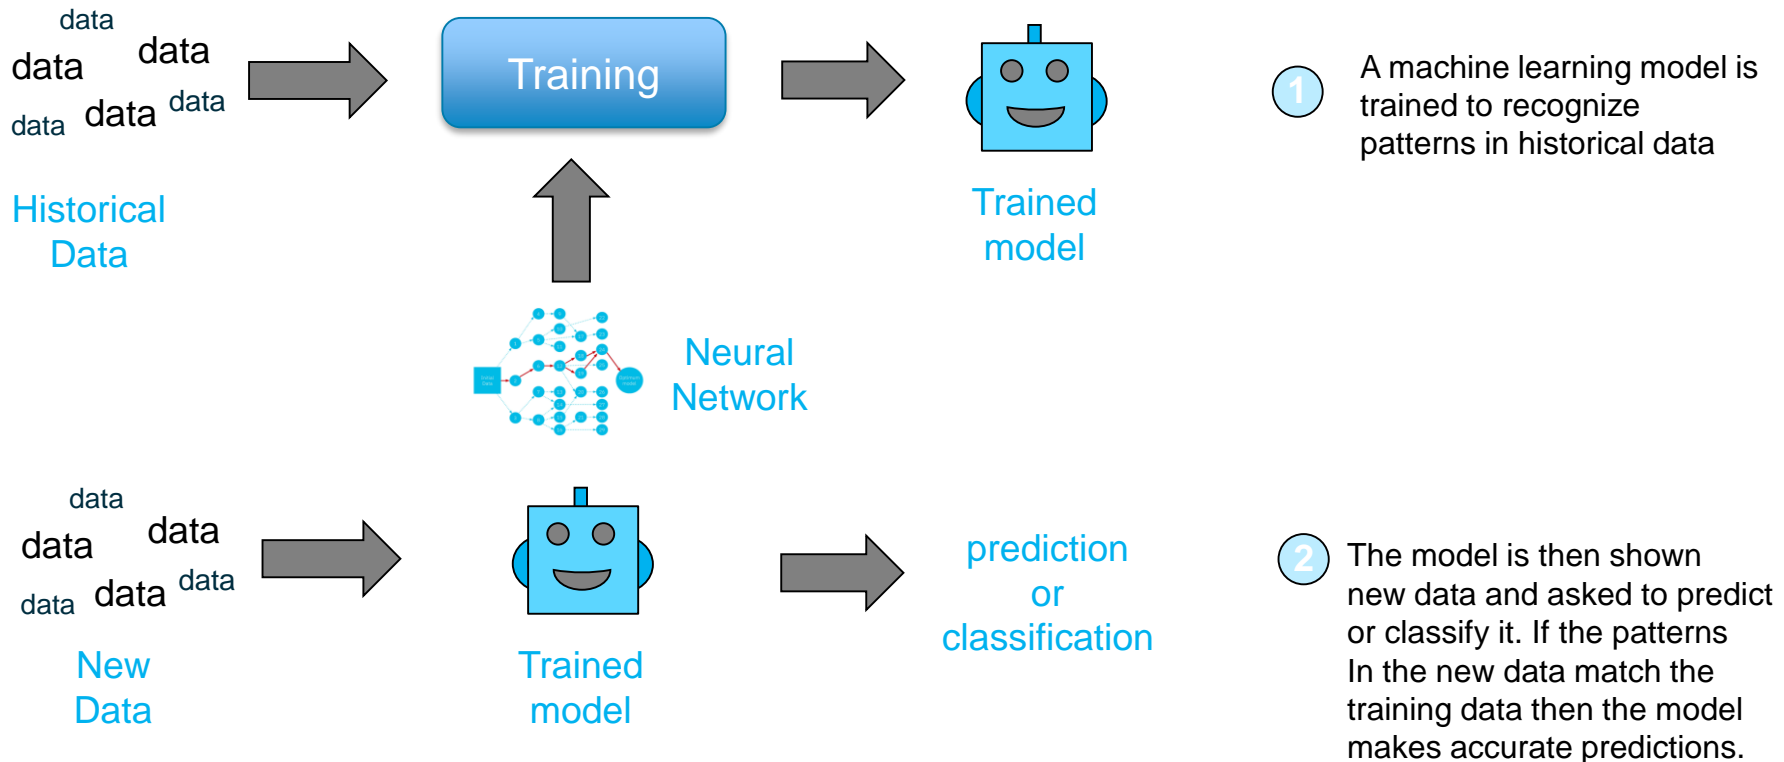 data
data
data
data
data
data
Historical
Data
Training
Trained
model
1
A machine learning model is
trained to recognize
patterns in historical data
Neural
Network
data
data
data
data
data
data
New
Data
Trained
model
prediction
or
classification
2
The model is then shown
new data and asked to predict
or classify it. If the patterns
In the new data match the
training data then the model
makes accurate predictions.